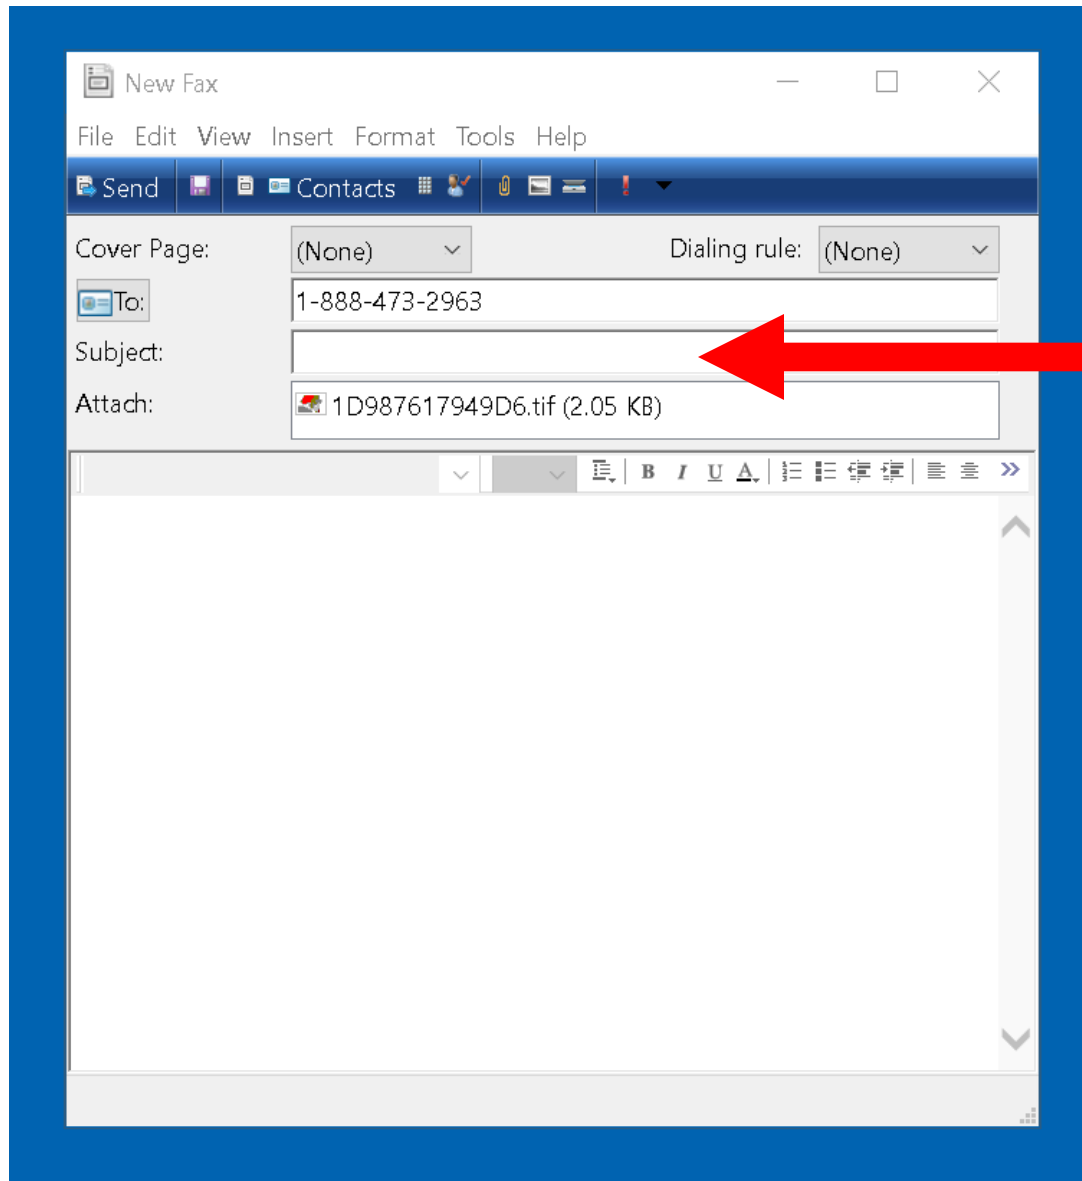 New Fax
File Edit View Insert Format Tools Help
Send Contacts
Cover Page: (None) Dialing rule: (None)
To: 1-888-473-2963
Subject:
Attach: 1D987617949D6.tif (2.05 KB)
B I U A